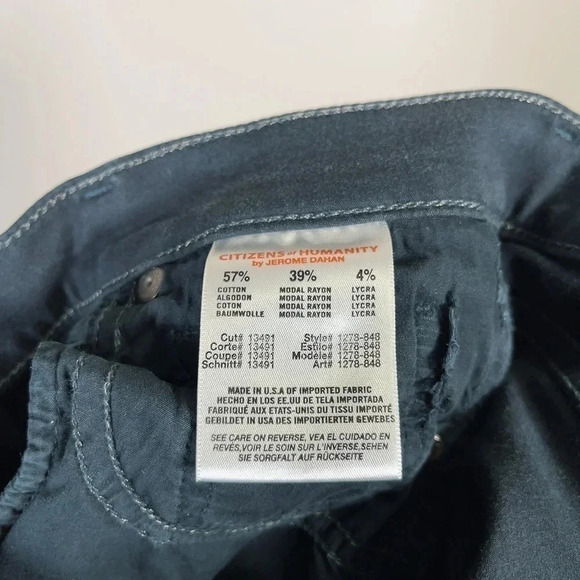 CITIZENS of HUMANITY
by JEROME DAHAN
57% 39% 4%
COTTON MODAL RAYON LYCRA
ALGODON MODAL RAYON LYCRA
COTON MODAL RAYON LYCRA
BAUMWOLLE MODAL RAYON LYCRA
Cut# 13491 Style# 1278-848
Corte# 13491 Estilo# 1278-848
Coupe# 13491 Modèle# 1278-848
Schnitt# 13491 Art# 1278-848
MADE IN U.S.A OF IMPORTED FABRIC
HECHO EN LOS EE.UU DE TELA IMPORTADA
FABRIQUÉ AUX ETATS-UNIS DU TISSU IMPORTÉ
GEBILDET IN USA DES IMPORTIERTEN GEWEBES
SEE CARE ON REVERSE, VEA EL CUIDADO EN
REVÉS,VOIR LE SOIN SUR L'INVERSE,SEHEN
SIE SORGFALT AUF RÜCKSEITE